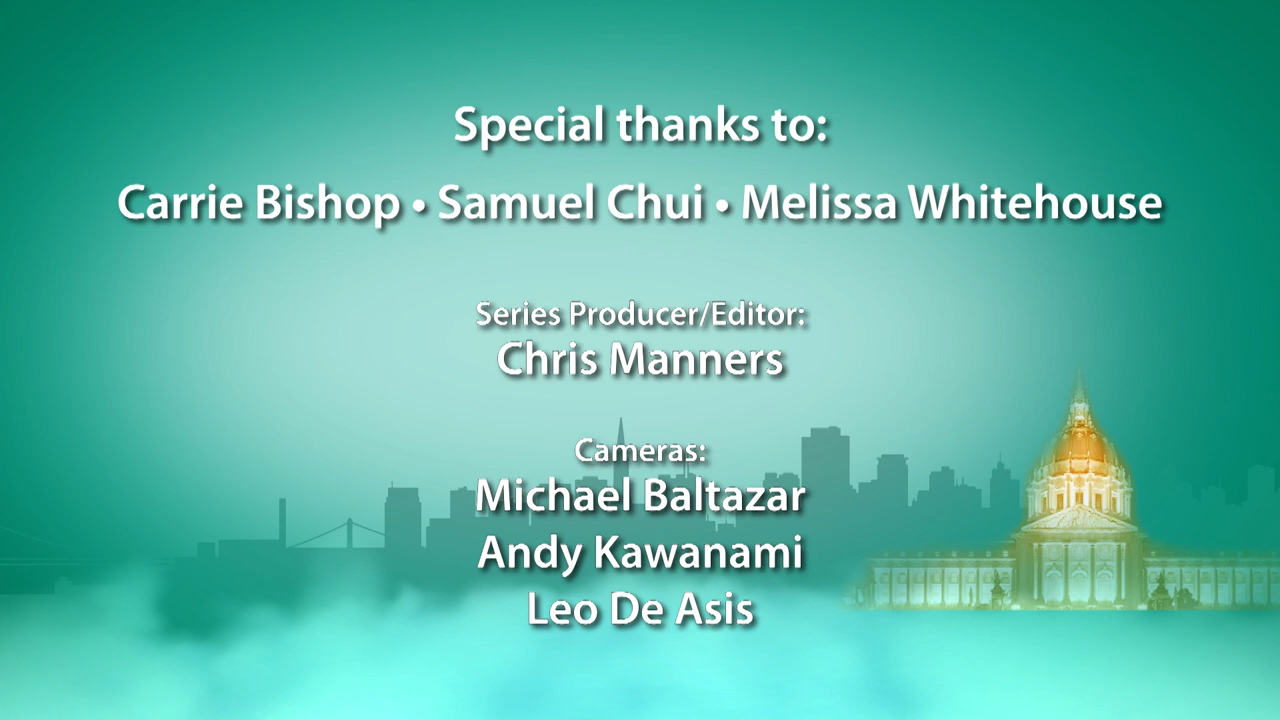 Special thanks to:
Carrie Bishop • Samuel Chui • Melissa Whitehouse
Series Producer/Editor:
Chris Manners
Cameras:
Michael Baltazar
Andy Kawanami
Leo De Asis